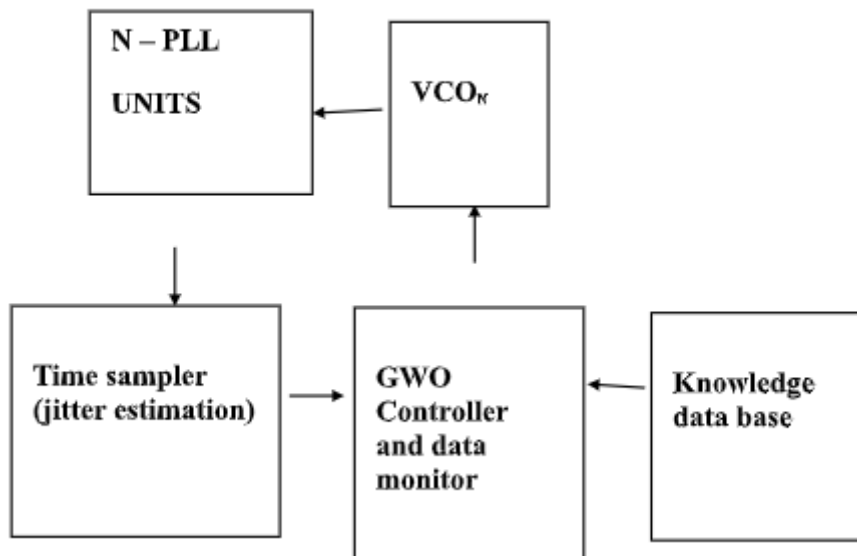 N – PLL
UNITS
VCON
Time sampler
(jitter estimation)
GWO
Controller
and data
monitor
Knowledge
data base